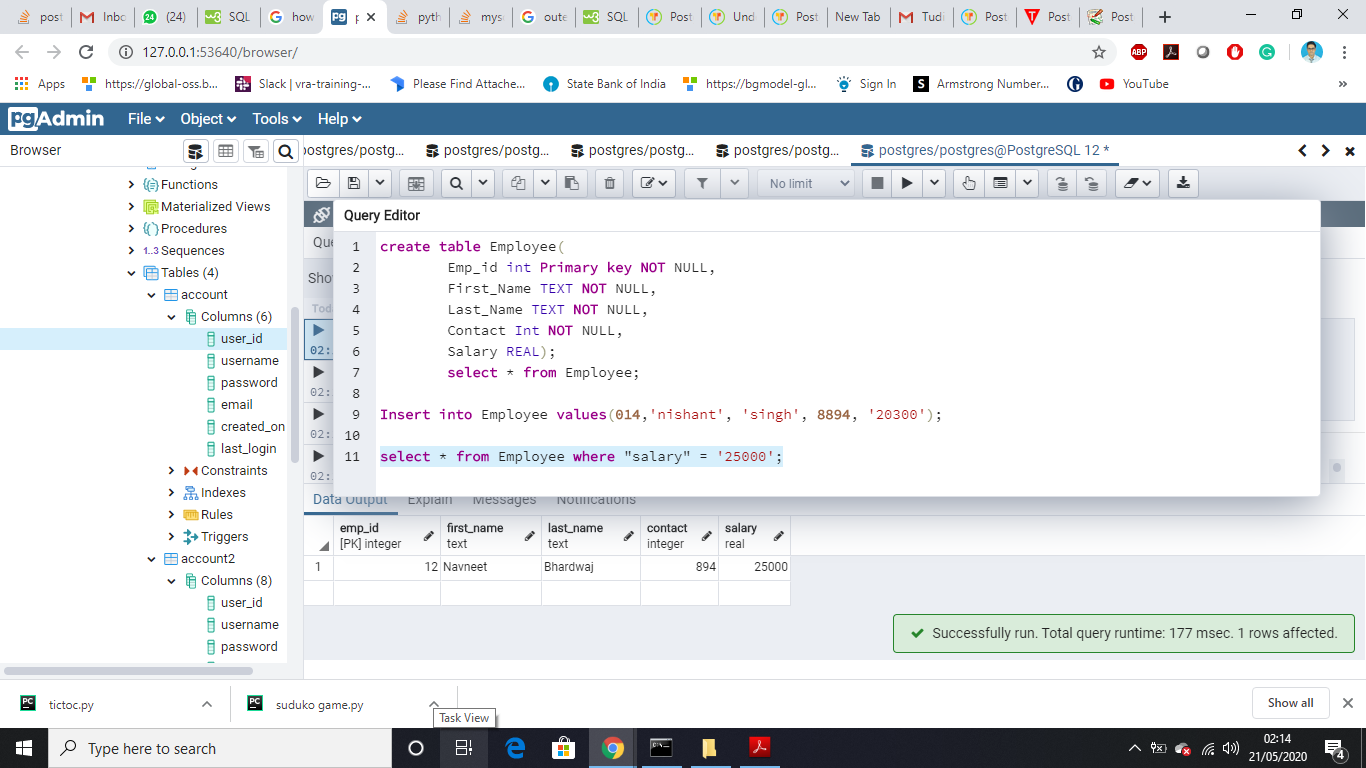 post
Inbc
(24)
(24)
SQL
how
p
pyth
mys
oute
SQL
Post
Und
Post
New Tab
Tudi
Post
Post
Post
127.0.0.1:53640/browser/
Apps
https://global-oss.b...
Slack | vra-training-...
Please Find Attache...
State Bank of India
https://bgmodel-gl...
Sign In
Armstrong Number...
YouTube
pgAdmin
File
Object
Tools
Help
Browser
postgres/postg...
postgres/postg...
postgres/postg...
postgres/postg...
postgres/postgres@PostgreSQL 12 *
No limit
Functions
Materialized Views
Procedures
1..3 Sequences
Tables (4)
account
Columns (6)
user_id
username
password
email
created_on
last_login
Constraints
Indexes
Rules
Triggers
account2
Columns (8)
user_id
username
password
Que
Sho
Toda
02:
02:
02:
02:
Query Editor
1 create table Employee(
2 Emp_id int Primary key NOT NULL,
3 First_Name TEXT NOT NULL,
4 Last_Name TEXT NOT NULL,
5 Contact Int NOT NULL,
6 Salary REAL);
7 select * from Employee;
8
9 Insert into Employee values(014,'nishant', 'singh', 8894, '20300');
10
11 select * from Employee where "salary" = '25000';
Data Output Explain Messages Notifications
emp_id first_name last_name contact salary
[PK] integer text text integer real
1 12 Navneet Bhardwaj 894 25000
Successfully run. Total query runtime: 177 msec. 1 rows affected.
tictoc.py
suduko game.py
Show all
Task View
Type here to search
02:14
21/05/2020
4